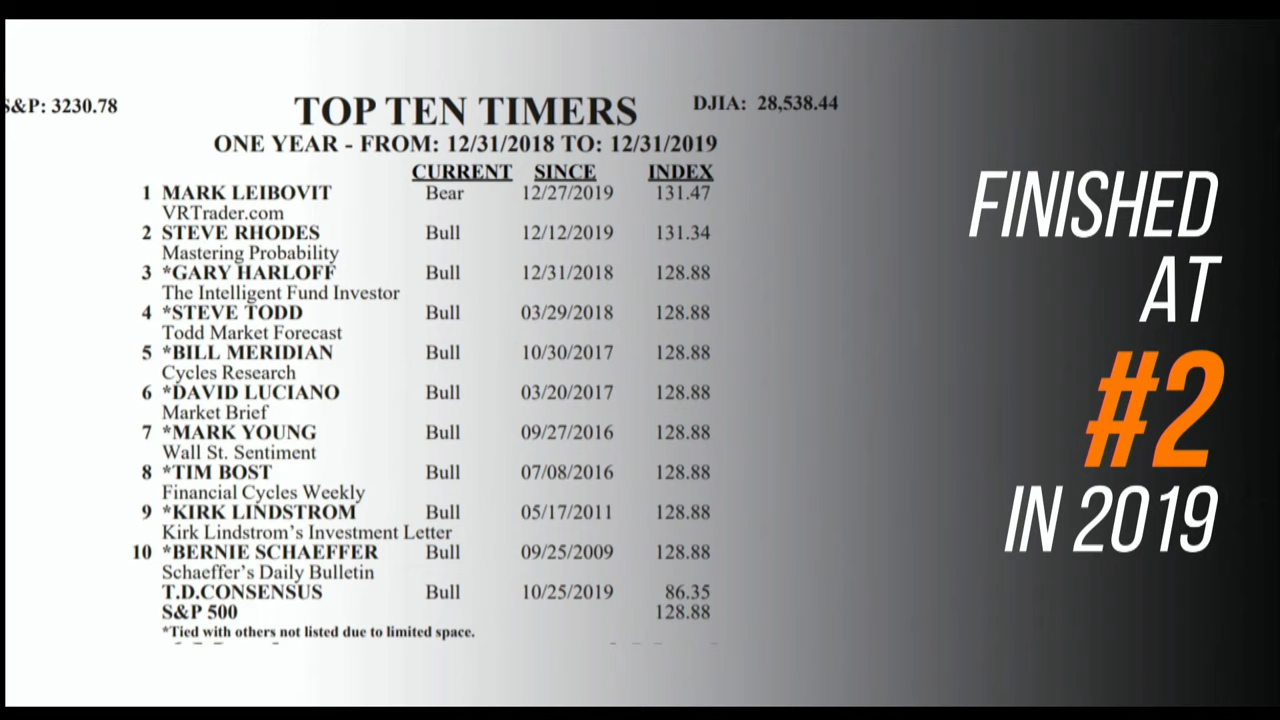 S&P: 3230.78
TOP TEN TIMERS
DJIA: 28,538.44
ONE YEAR - FROM: 12/31/2018 TO: 12/31/2019
CURRENT SINCE INDEX
1 MARK LEIBOVIT Bear 12/27/2019 131.47
VRTrader.com
2 STEVE RHODES Bull 12/12/2019 131.34
Mastering Probability
3 *GARY HARLOFF Bull 12/31/2018 128.88
The Intelligent Fund Investor
4 *STEVE TODD Bull 03/29/2018 128.88
Todd Market Forecast
5 *BILL MERIDIAN Bull 10/30/2017 128.88
Cycles Research
6 *DAVID LUCIANO Bull 03/20/2017 128.88
Market Brief
7 *MARK YOUNG Bull 09/27/2016 128.88
Wall St. Sentiment
8 *TIM BOST Bull 07/08/2016 128.88
Financial Cycles Weekly
9 *KIRK LINDSTROM Bull 05/17/2011 128.88
Kirk Lindstrom's Investment Letter
10 *BERNIE SCHAEFFER Bull 09/25/2009 128.88
Schaeffer's Daily Bulletin
T.D.CONSENSUS Bull 10/25/2019 86.35
S&P 500 128.88
*Tied with others not listed due to limited space.
FINISHED
AT
#2
IN 2019